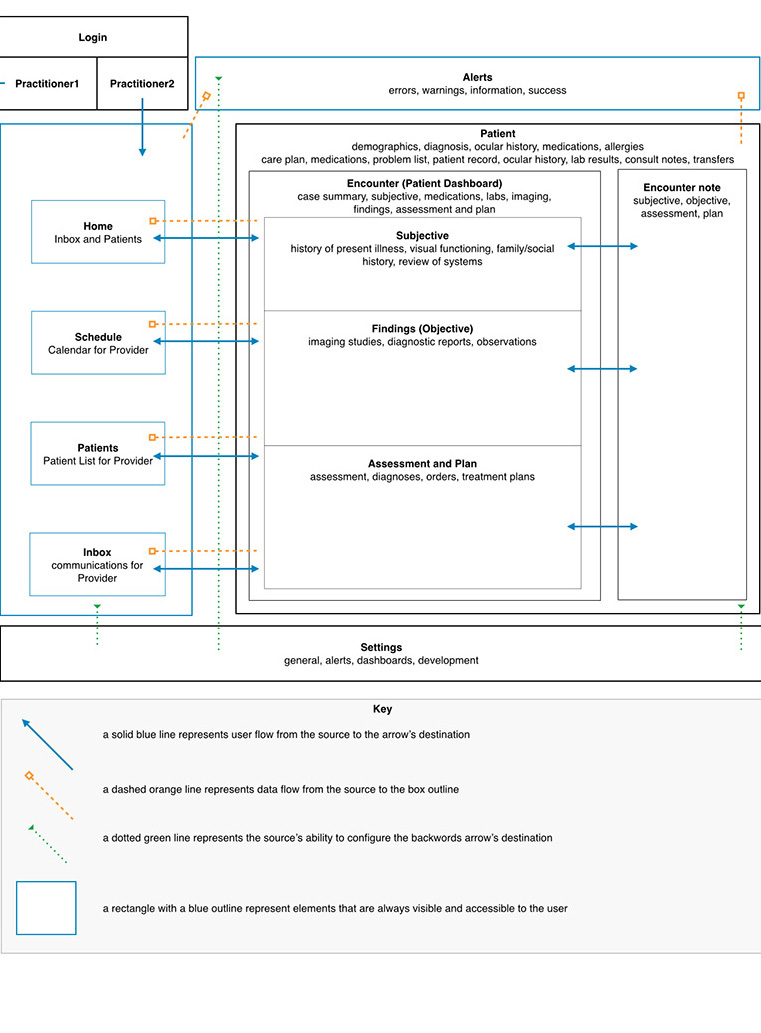 Login
Practitioner1
Practitioner2
Alerts
errors, warnings, information, success
Patient
demographics, diagnosis, ocular history, medications, allergies
care plan, medications, problem list, patient record, ocular history, lab results, consult notes, transfers
Encounter (Patient Dashboard)
case summary, subjective, medications, labs, imaging,
findings, assessment and plan
Encounter note
subjective, objective,
assessment, plan
Home
Inbox and Patients
Subjective
history of present illness, visual functioning, family/social
history, review of systems
Schedule
Calendar for Provider
Findings (Objective)
imaging studies, diagnostic reports, observations
Patients
Patient List for Provider
Assessment and Plan
assessment, diagnoses, orders, treatment plans
Inbox
communications for
Provider
Settings
general, alerts, dashboards, development
Key
a solid blue line represents user flow from the source to the arrow's destination
a dashed orange line represents data flow from the source to the box outline
a dotted green line represents the source's ability to configure the backwords arrow's destination
a rectangle with a blue outline represent elements that are always visible and accessible to the user